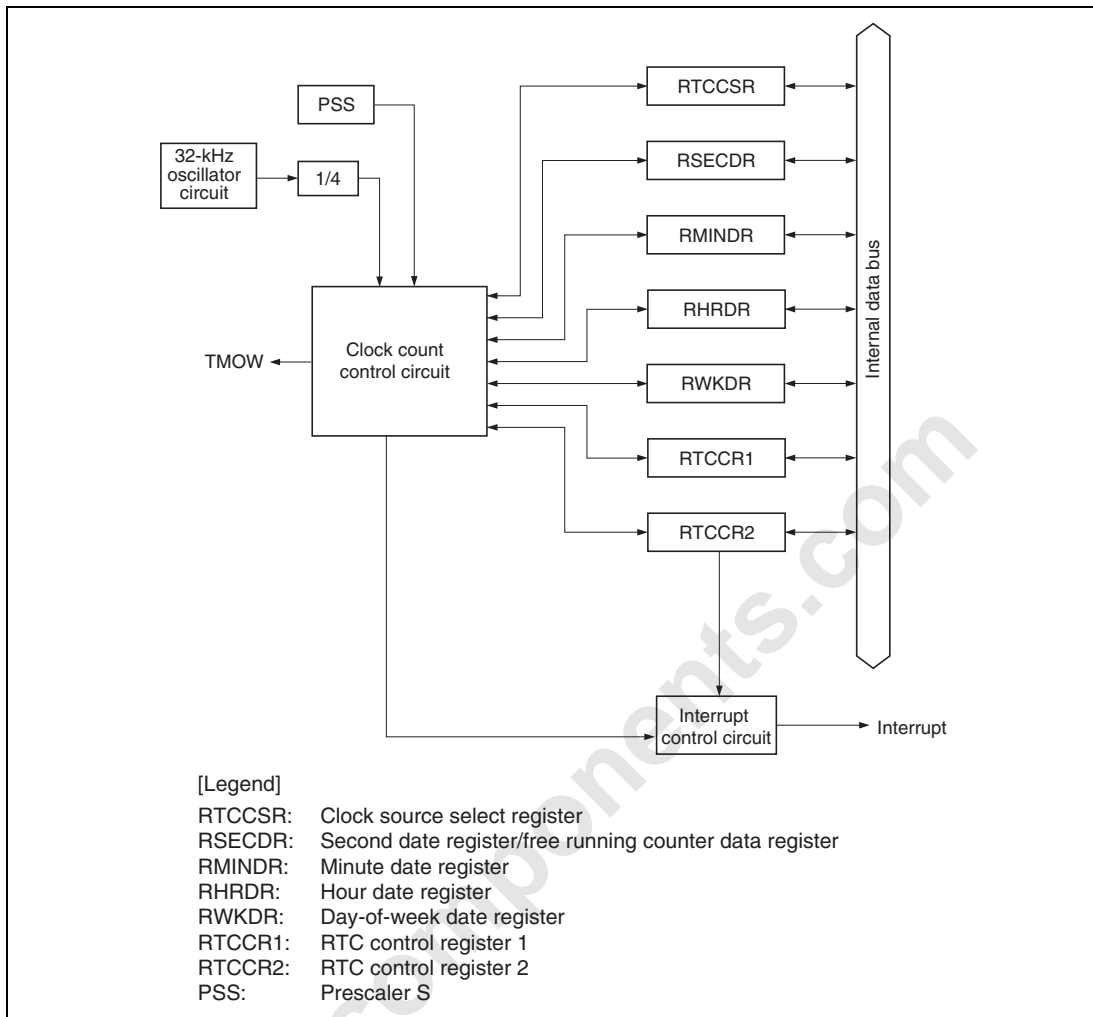 PSS
32-kHz
oscillator
circuit
1/4
RTCCSR
RSECDR
RMINDR
RHRDR
RWKDR
RTCCR1
RTCCR2
Internal data bus
TMOW
Clock count
control circuit
Interrupt
control circuit
Interrupt
[Legend]
RTCCSR: Clock source select register
RSECDR: Second date register/free running counter data register
RMINDR: Minute date register
RHRDR: Hour date register
RWKDR: Day-of-week date register
RTCCR1: RTC control register 1
RTCCR2: RTC control register 2
PSS: Prescaler S
components.com